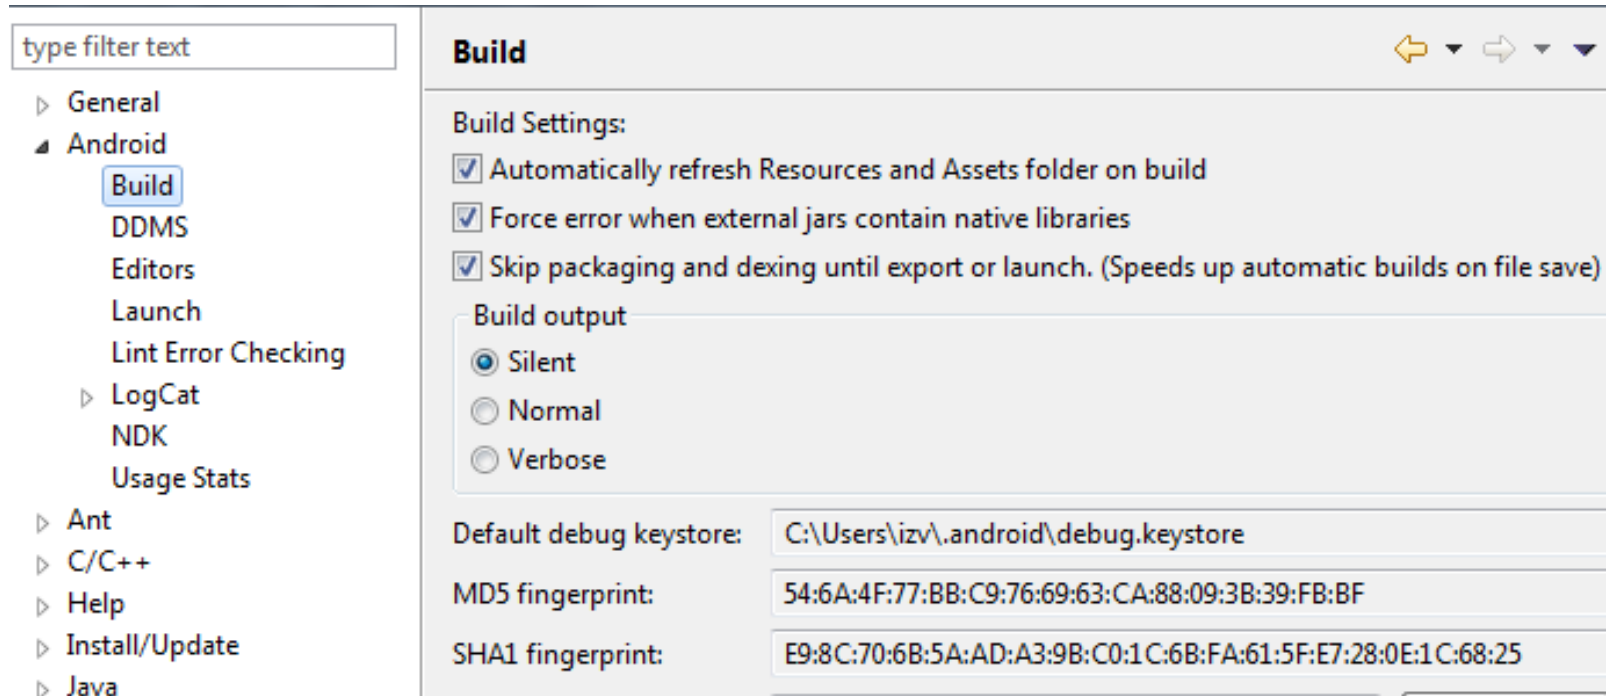 type filter text
General
Android
Build
DDMS
Editors
Launch
Lint Error Checking
LogCat
NDK
Usage Stats
Ant
C/C++
Help
Install/Update
Java
Build
Build Settings:
Automatically refresh Resources and Assets folder on build
Force error when external jars contain native libraries
Skip packaging and dexing until export or launch. (Speeds up automatic builds on file save)
Build output
Silent
Normal
Verbose
Default debug keystore: C:\Users\izv\.android\debug.keystore
MD5 fingerprint: 54:6A:4F:77:BB:C9:76:69:63:CA:88:09:3B:39:FB:BF
SHA1 fingerprint: E9:8C:70:6B:5A:AD:A3:9B:C0:1C:6B:FA:61:5F:E7:28:0E:1C:68:25